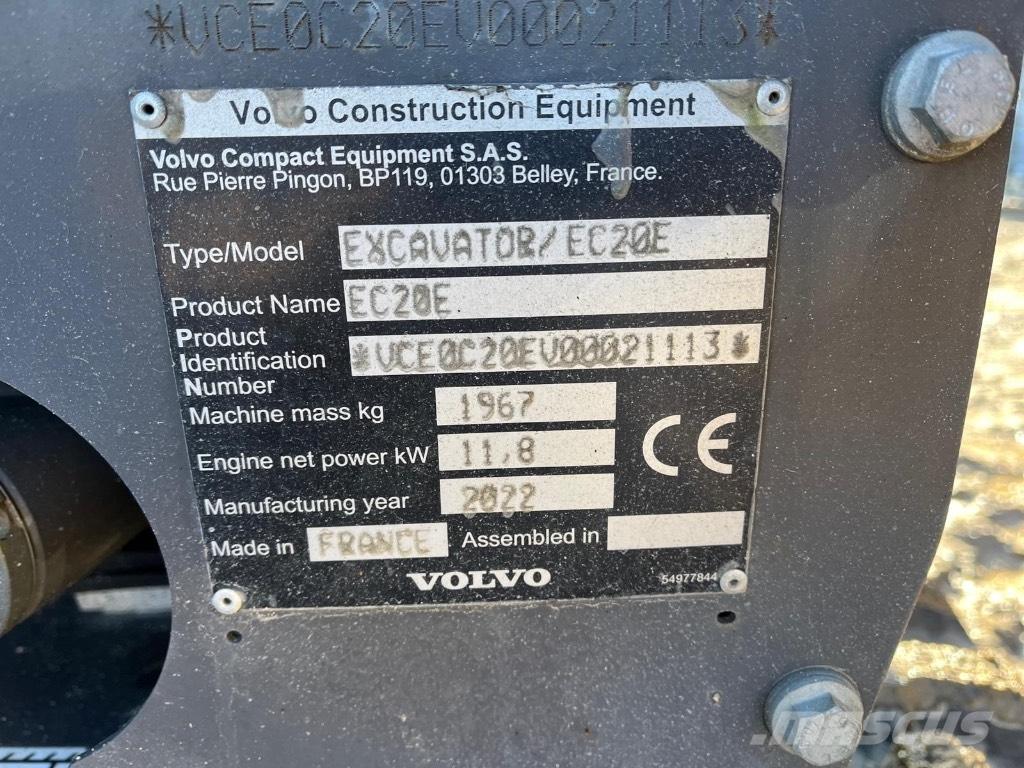 *VCE0C20EV00021113*
Volvo Construction Equipment
Volvo Compact Equipment S.A.S.
Rue Pierre Pingon, BP119, 01303 Belley, France.
Type/Model EXCAVATOR/EC20E
Product Name EC20E
Product
Identification *VCE0C20EV00021113*
Number
Machine mass kg 1967
Engine net power kW 11,8
CE
Manufacturing year 2022
Made in FRANCE Assembled in
VOLVO 54977844
MASCUS